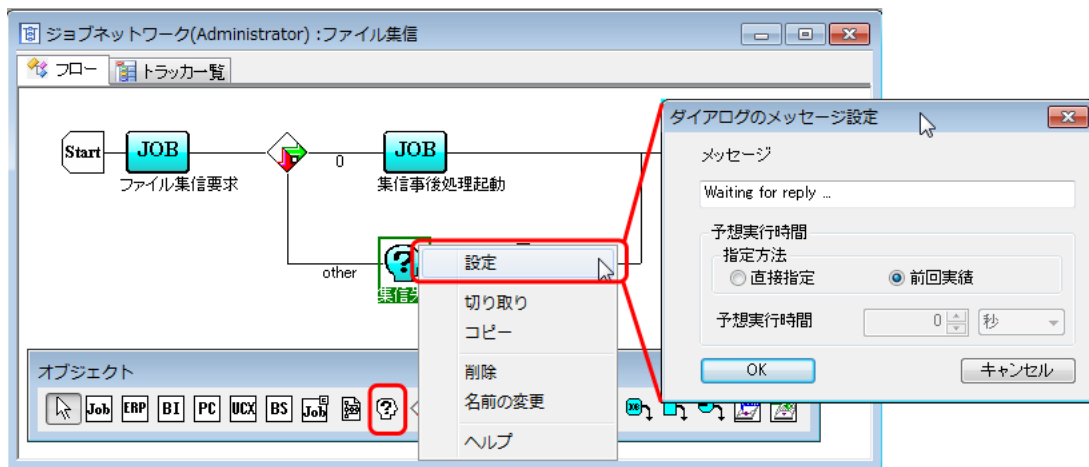 ジョブネットワーク(Administrator) :ファイル集信
フロー
トラッカ一覧
Start
JOB
ファイル集信要求
0
JOB
集信事後処理起動
other
設定
切り取り
コピー
削除
名前の変更
ヘルプ
オブジェクト
Job ERP BI PC UCX BS Job
ダイアログのメッセージ設定
メッセージ
Waiting for reply ...
予想実行時間
指定方法
直接指定
前回実績
予想実行時間
0
秒
OK
キャンセル